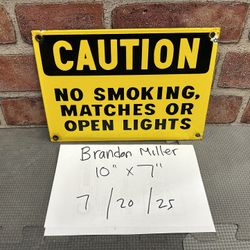 CAUTION
NO SMOKING,
MATCHES OR
OPEN LIGHTS
Brandon Miller
10" x 7"
7 / 20 / 25